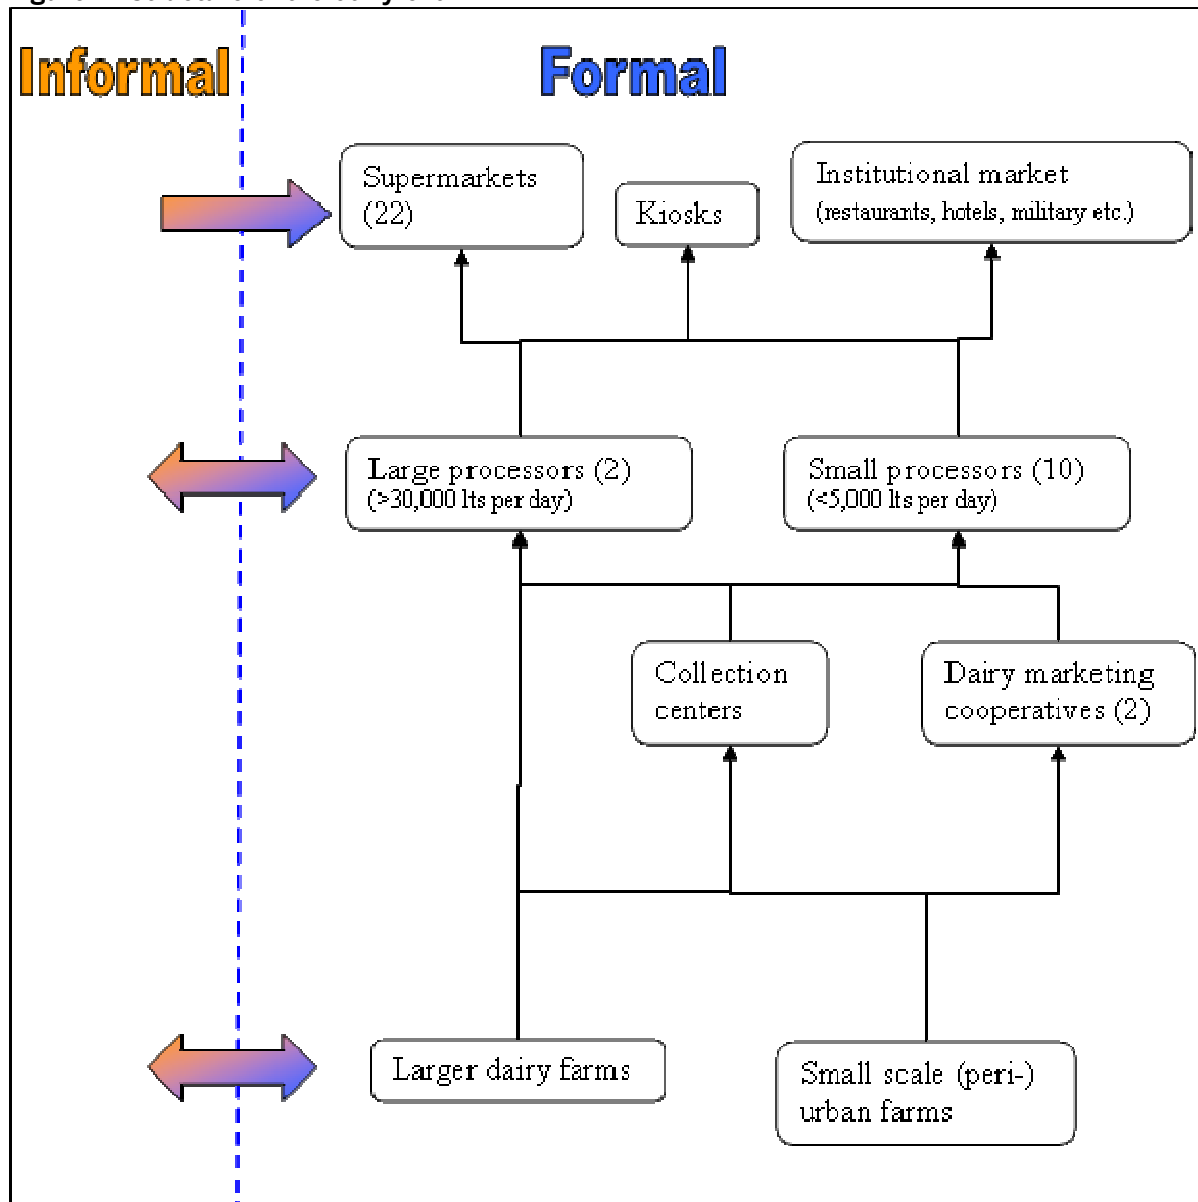 Informal
Formal
Supermarkets
(22)
Kiosks
Institutional market
(restaurants, hotels, military etc.)
Large processors (2)
(>30,000 lts per day)
Small processors (10)
(<5,000 lts per day)
Collection
centers
Dairy marketing
cooperatives (2)
Larger dairy farms
Small scale (peri-)
urban farms